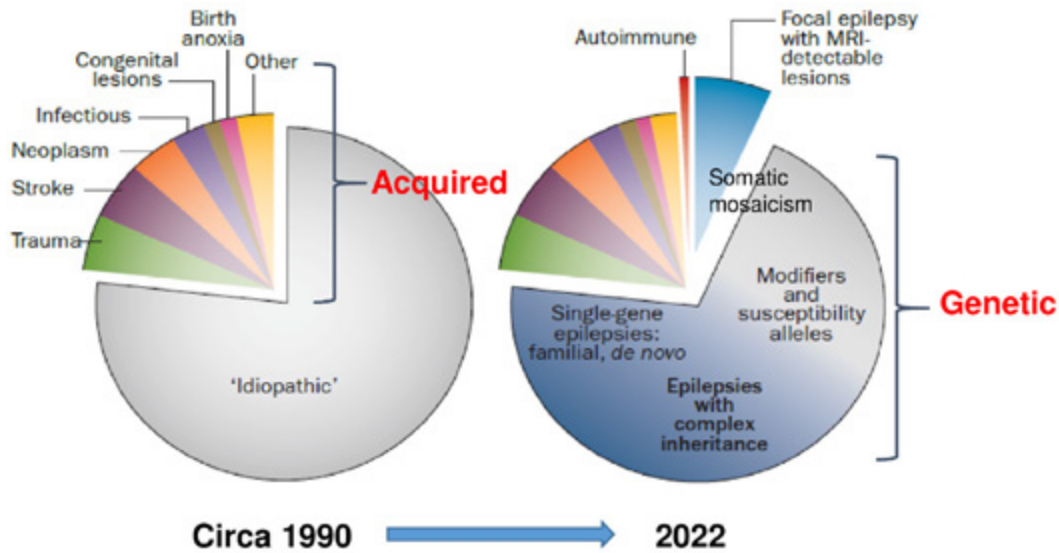 Birth
anoxia
Congenital
lesions
Other
Infectious
Neoplasm
Stroke
Trauma
Acquired
'Idiopathic'
Circa 1990
Autoimmune
Focal epilepsy
with MRI-
detectable
lesions
Somatic
mosaicism
Modifiers
and
susceptibility
alleles
Single-gene
epilepsies:
familial, de novo
Epilepsies
with
complex
inheritance
Genetic
2022